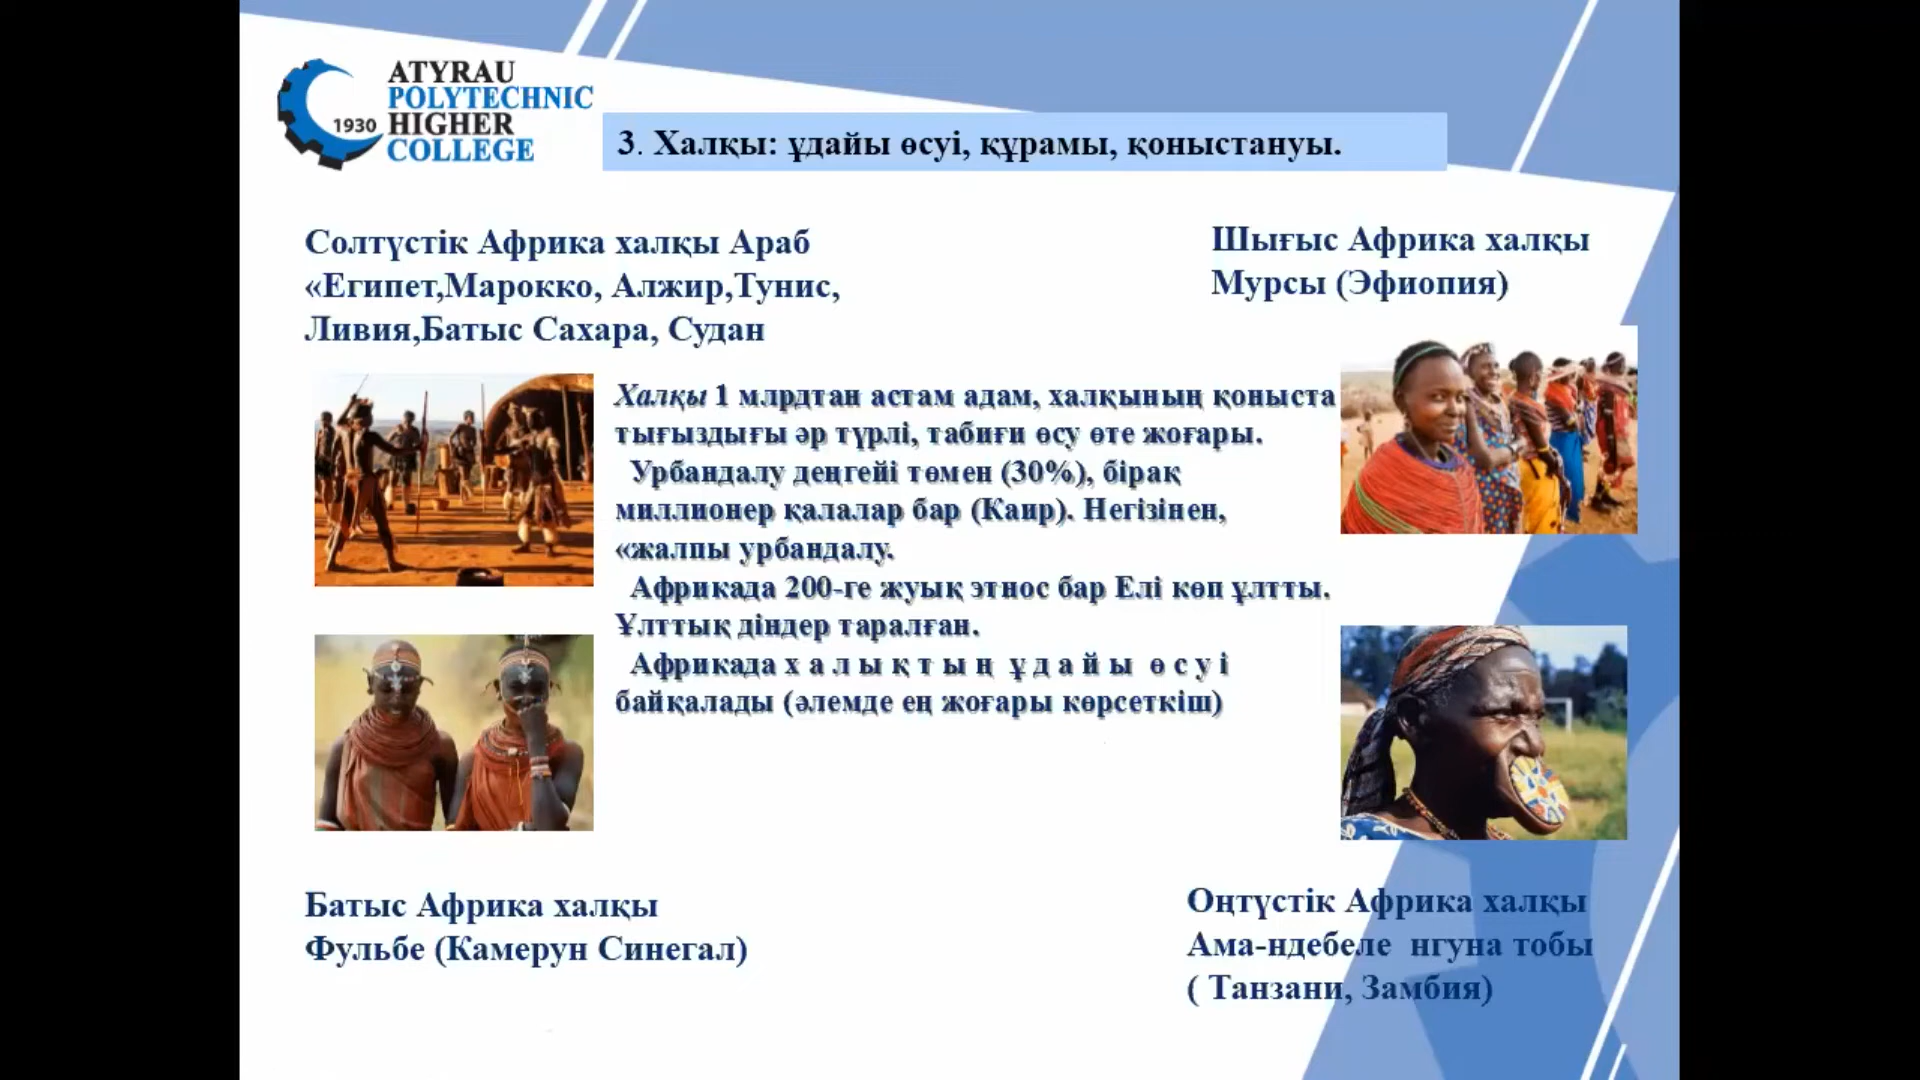 ATYRAU
POLYTECHNIC
HIGHER
COLLEGE
1930
3. Халқы: ұдайы өсуі, құрамы, қоныстануы.
Солтүстік Африка халқы Араб
«Египет,Марокко, Алжир,Тунис,
Ливия,Батыс Сахара, Судан
Шығыс Африка халқы
Мурсы (Эфиопия)
Халқы 1 млрдтан астам адам, халқының қоныста
тығыздығы әр түрлі, табиғи өсу өте жоғары.
Урбандалу деңгейі төмен (30%), бірақ
миллионер қалалар бар (Каир). Негізінен,
«жалпы урбандалу.
Африкада 200-ге жуық этнос бар Елі көп ұлтты.
Ұлттық діндер таралған.
Африкада х а л ы қ т ы ң ұ д а й ы ө с у і
байқалады (әлемде ең жоғары көрсеткіш)
Батыс Африка халқы
Фульбе (Камерун Синегал)
Оңтүстік Африка халқы
Ама-ндебеле нгуна тобы
( Танзани, Замбия)